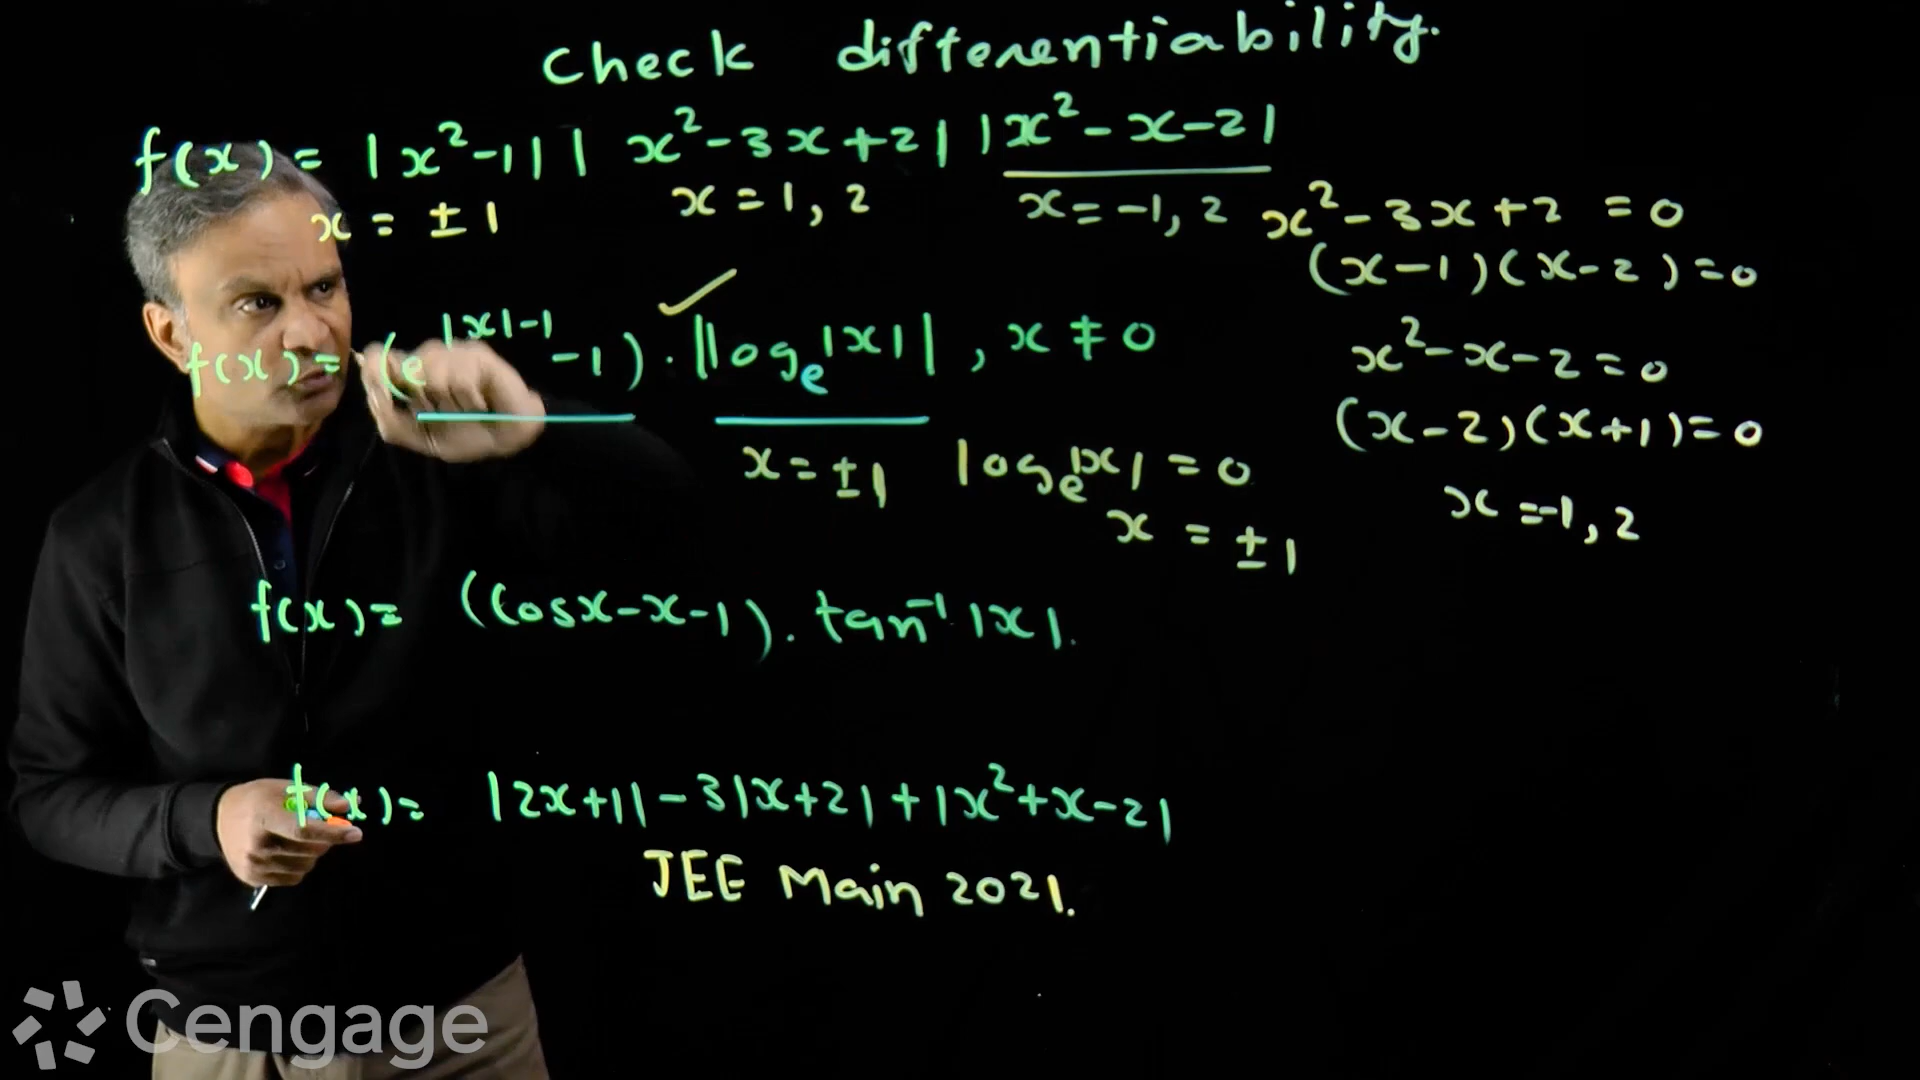 Check differentiability.
f(x) = |x²-1| |x²-3x+2| |x²-x-2|
x = ±1 x = 1, 2 x = -1, 2
x²-3x+2 = 0
(x-1)(x-2) = 0
f(x) = (e^{|x|-1} -1) . |log_e|x||, x ≠ 0
x²-x-2 = 0
(x-2)(x+1) = 0
x = ±1 log_e|x| = 0
x = -1, 2
x = ±1
f(x) = (cosx-x-1) . tan⁻¹ |x|.
f(x) = |2x+1| -3|x+2| + |x²+x-2|
JEE Main 2021.
Cengage